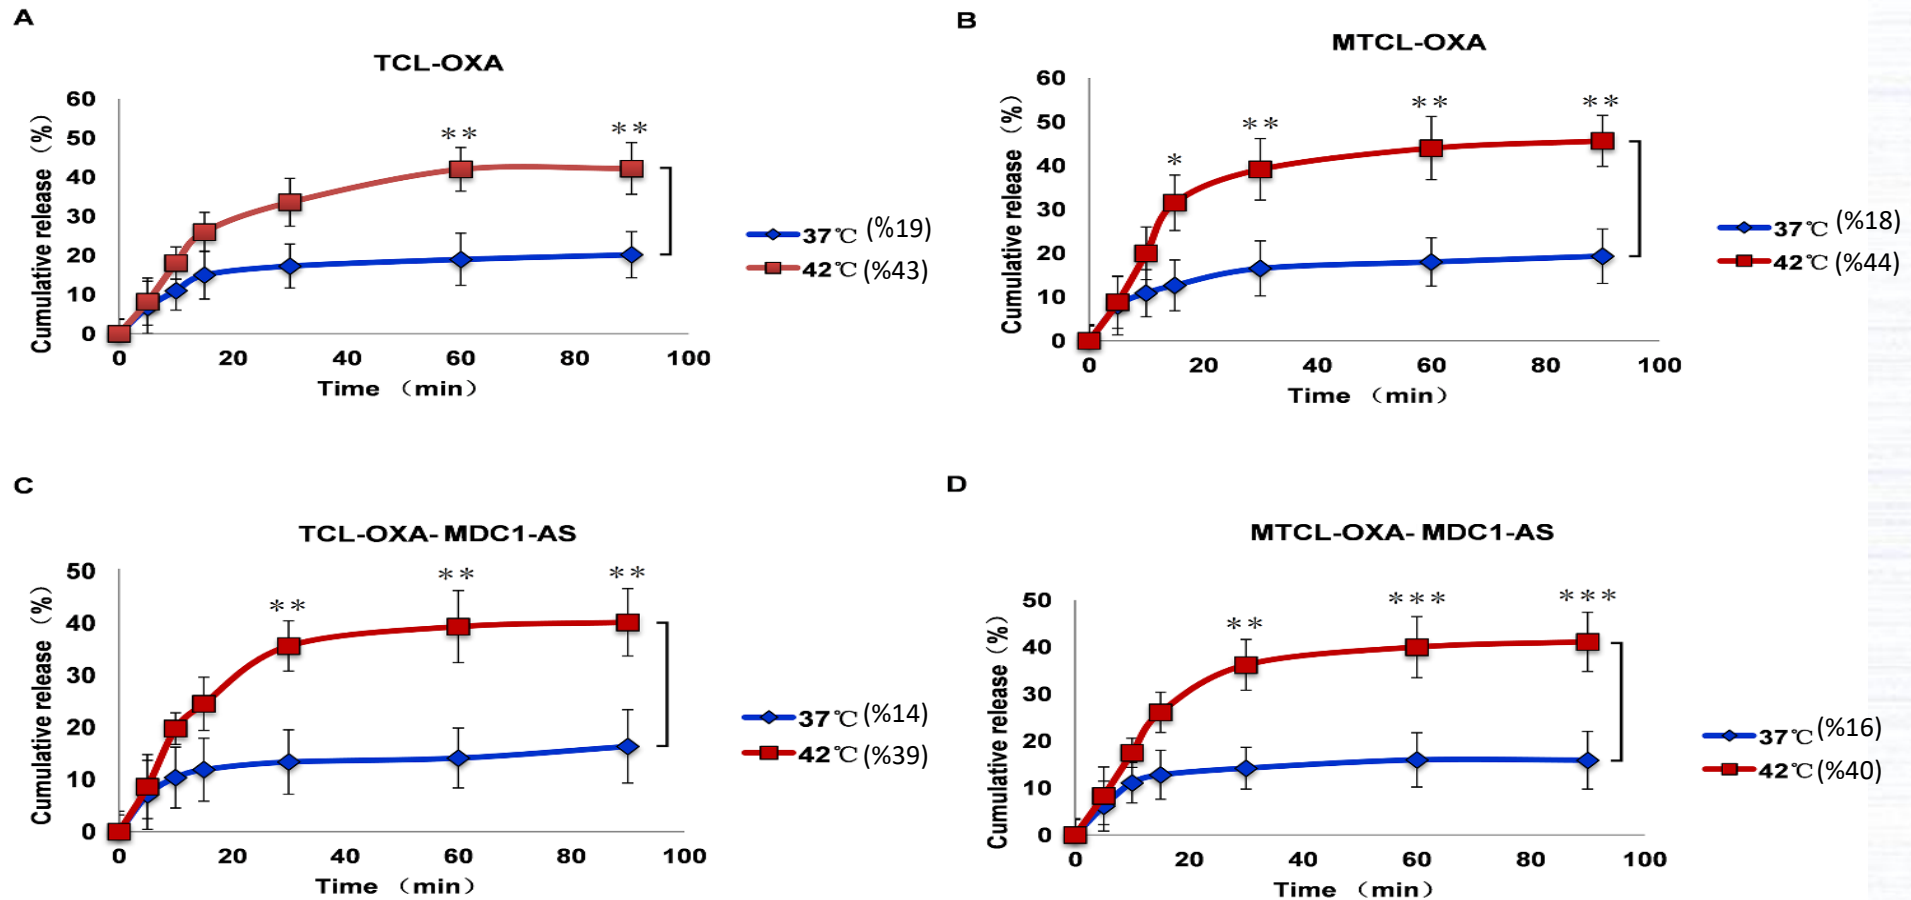 A
TCL-OXA
60
50
40
30
20
10
0
Cumulative release (%)
** **
0 20 40 60 80 100
Time (min)
37℃ (%19)
42℃ (%43)
B
MTCL-OXA
60
50
40
30
20
10
0
Cumulative release (%)
* ** ** **
0 20 40 60 80 100
Time (min)
37℃ (%18)
42℃ (%44)
C
TCL-OXA- MDC1-AS
50
40
30
20
10
0
Cumulative release (%)
** ** **
0 20 40 60 80 100
Time (min)
37℃ (%14)
42℃ (%39)
D
MTCL-OXA- MDC1-AS
50
40
30
20
10
0
Cumulative release (%)
** *** ***
0 20 40 60 80 100
Time (min)
37℃ (%16)
42℃ (%40)